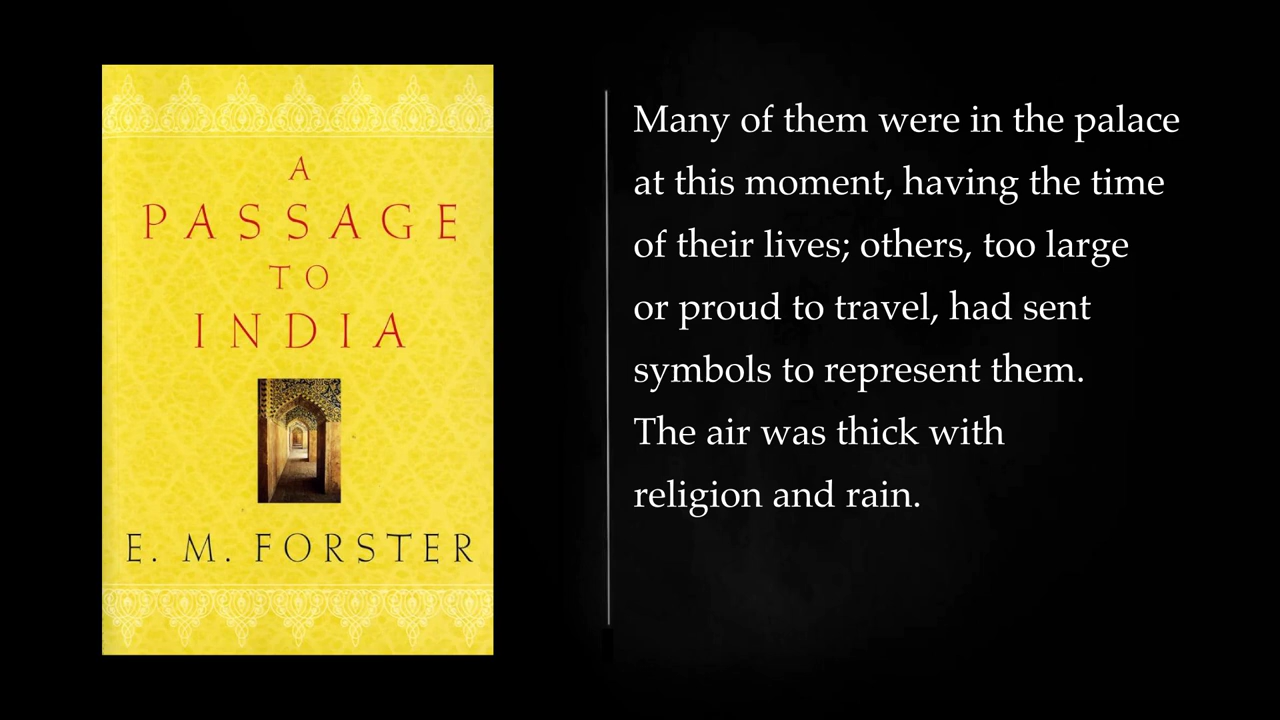 A
PASSAGE
TO
INDIA
E. M. FORSTER
Many of them were in the palace
at this moment, having the time
of their lives; others, too large
or proud to travel, had sent
symbols to represent them.
The air was thick with
religion and rain.